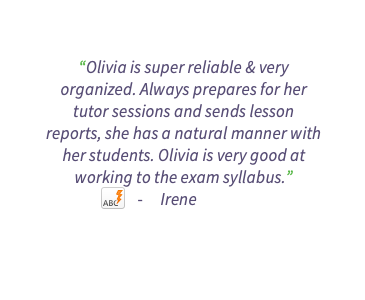 “Olivia is super reliable & very
organized. Always prepares for her
tutor sessions and sends lesson
reports, she has a natural manner with
her students. Olivia is very good at
working to the exam syllabus.”
ABC - Irene